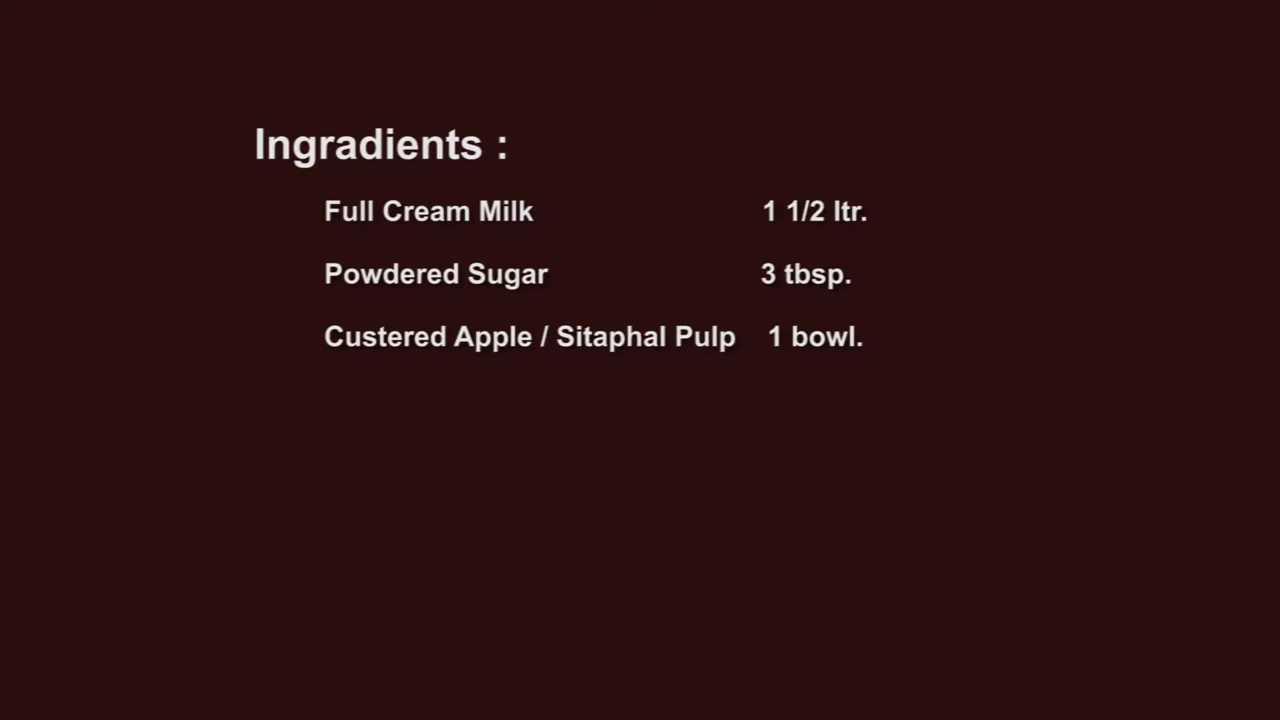 Ingradients :
Full Cream Milk 1 1/2 ltr.
Powdered Sugar 3 tbsp.
Custered Apple / Sitaphal Pulp 1 bowl.